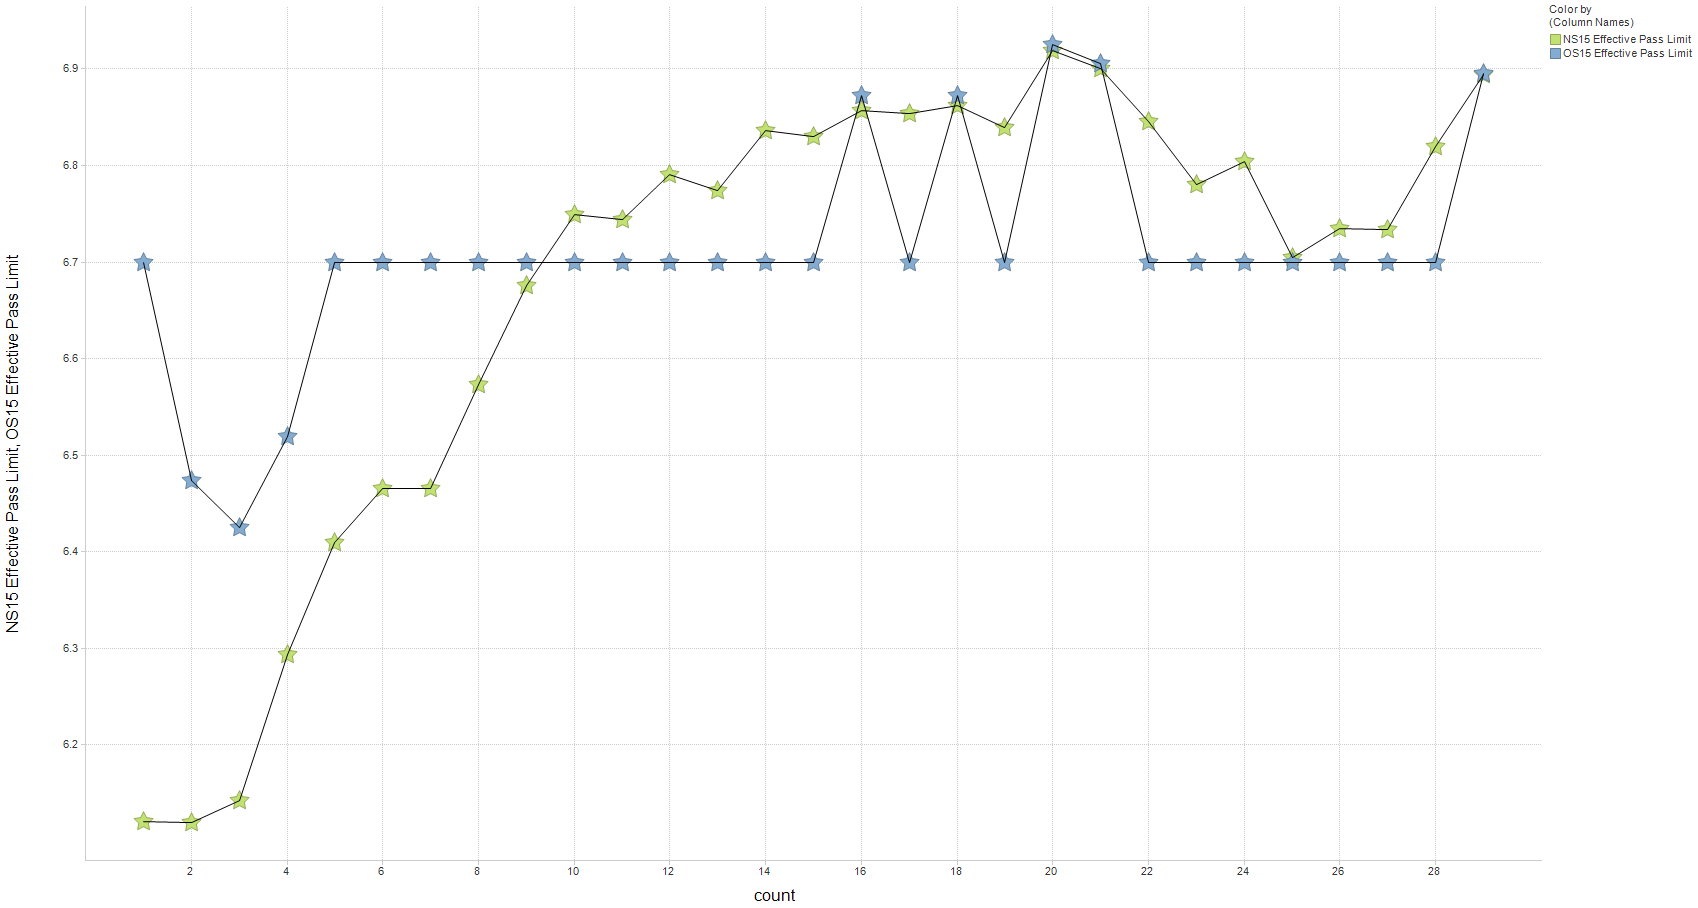 Color by
(Column Names)
NS15 Effective Pass Limit
OS15 Effective Pass Limit
NS15 Effective Pass Limit, OS15 Effective Pass Limit
6.9
6.8
6.7
6.6
6.5
6.4
6.3
6.2
2 4 6 8 10 12 14 16 18 20 22 24 26 28
count